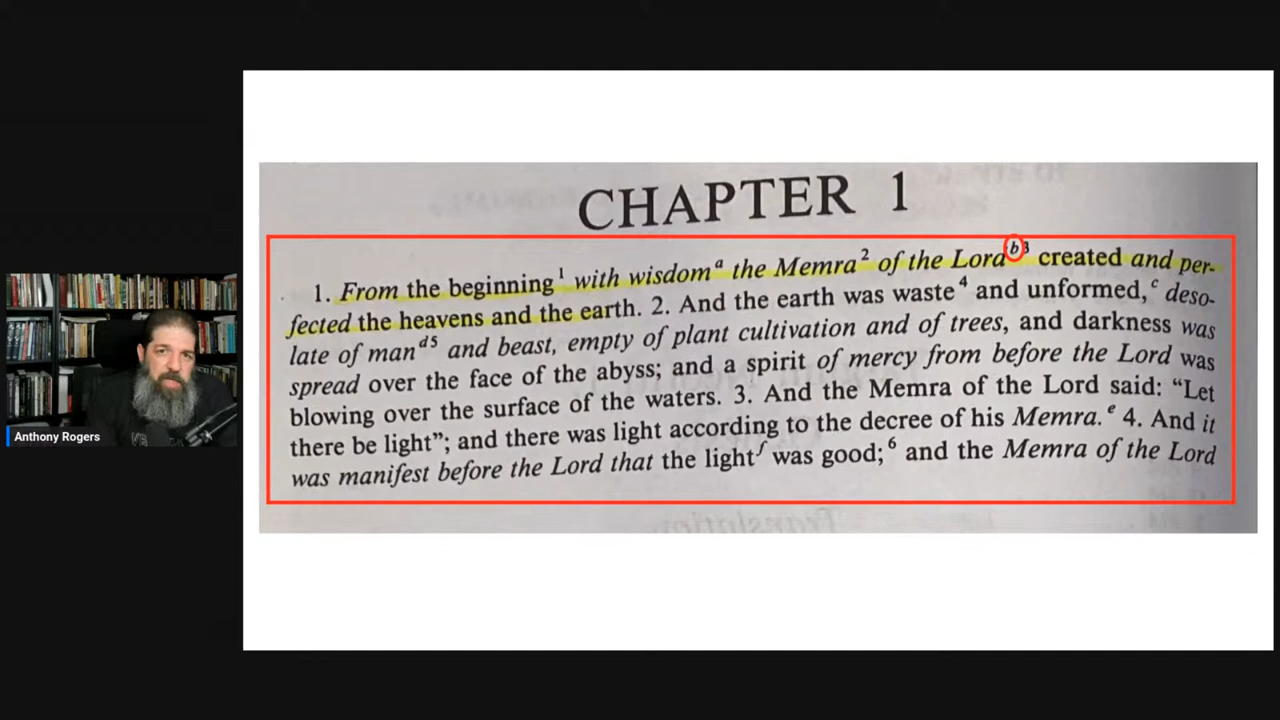 CHAPTER 1
1. From the beginning¹ with wisdomᵃ the Memra² of the Lordᵇ³ created and per-
fected the heavens and the earth. 2. And the earth was waste⁴ and unformed,ᶜ deso-
late of manᵈ⁵ and beast, empty of plant cultivation and of trees, and darkness was
spread over the face of the abyss; and a spirit of mercy from before the Lord was
blowing over the surface of the waters. 3. And the Memra of the Lord said: “Let
there be light”; and there was light according to the decree of his Memra.ᵉ 4. And it
was manifest before the Lord that the lightᶠ was good;⁶ and the Memra of the Lord
Anthony Rogers